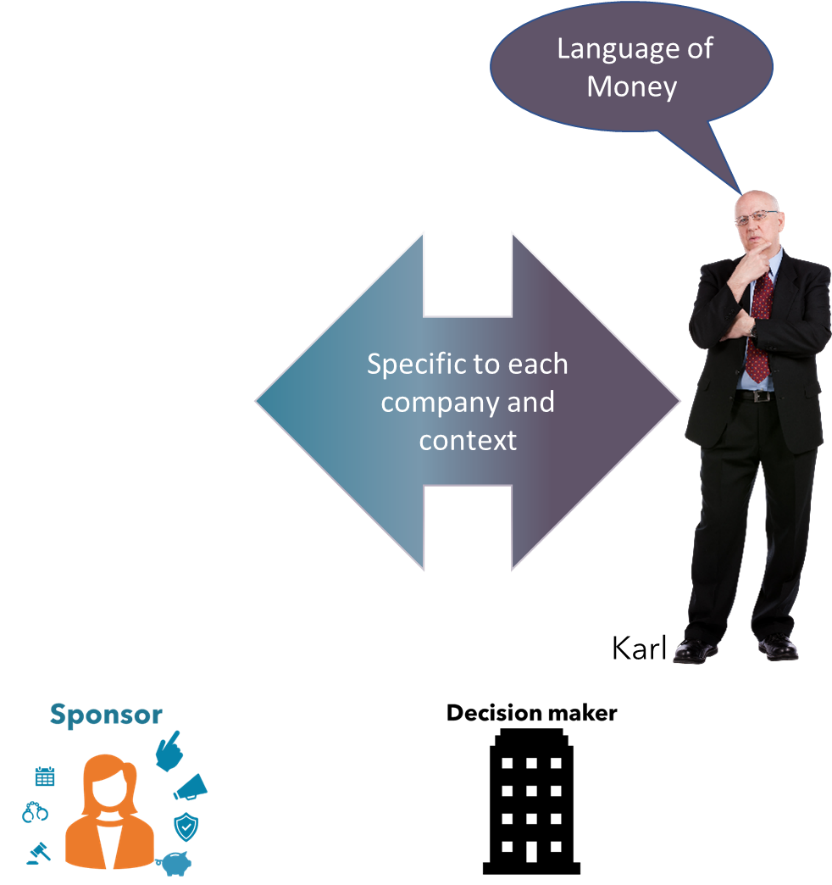 Language of
Money
Specific to each
company and
context
Karl
Sponsor
Decision maker